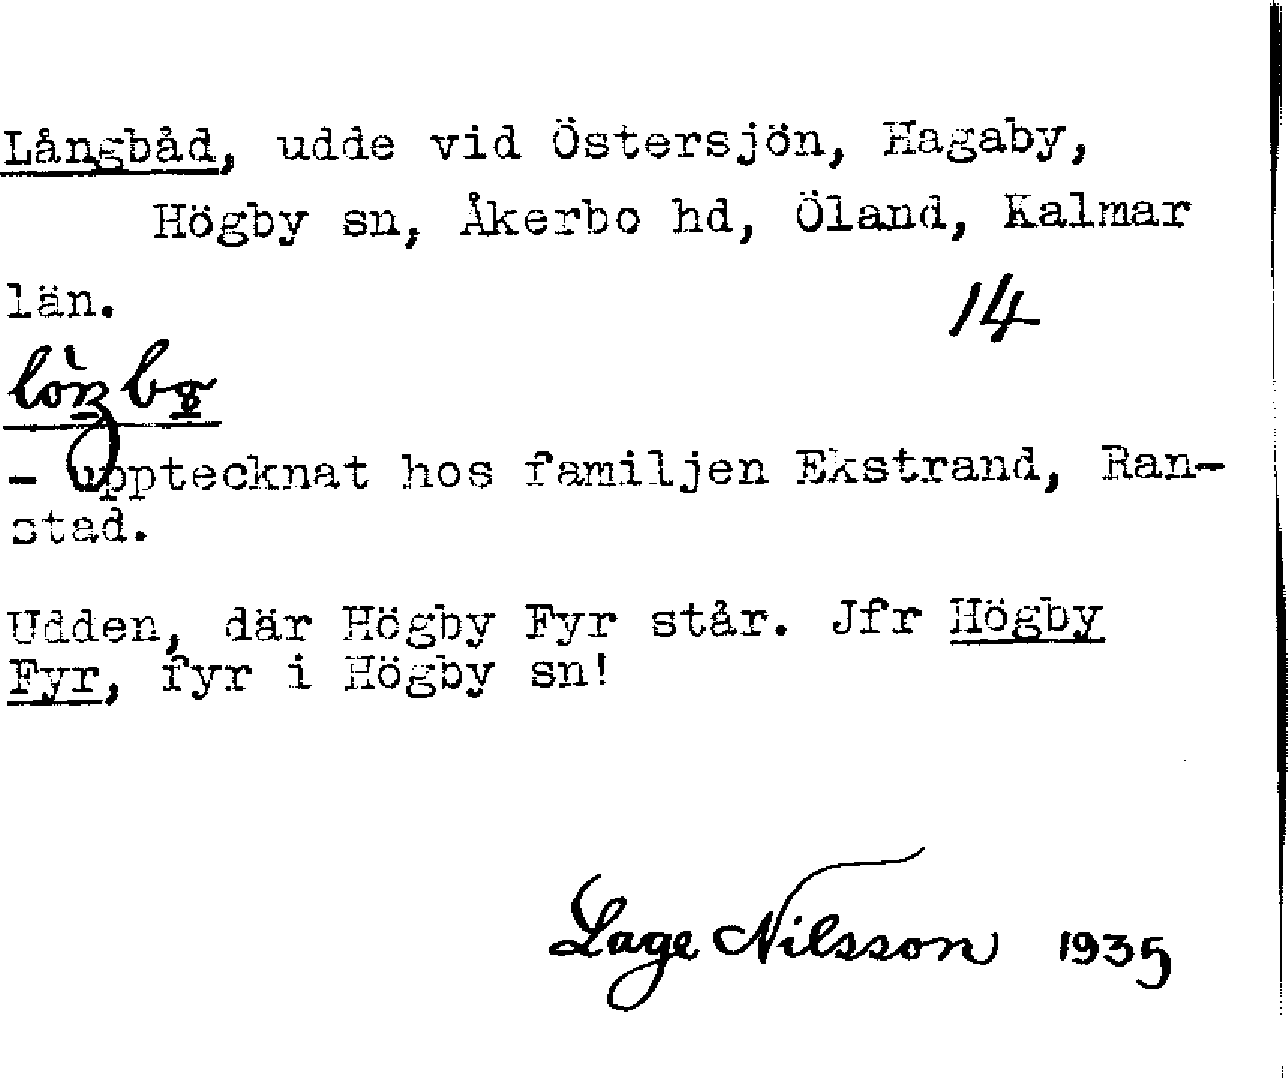 Långbåd, udde vid Östersjön, Hagaby,
Högby sn, Åkerbo hd, Öland, Kalmar
län.
14
- upptecknat hos familjen Ekstrand, Ran-
stad.
Udden, där Högby Fyr står. Jfr Högby
Fyr, fyr i Högby sn!
Lage Nilsson 1935